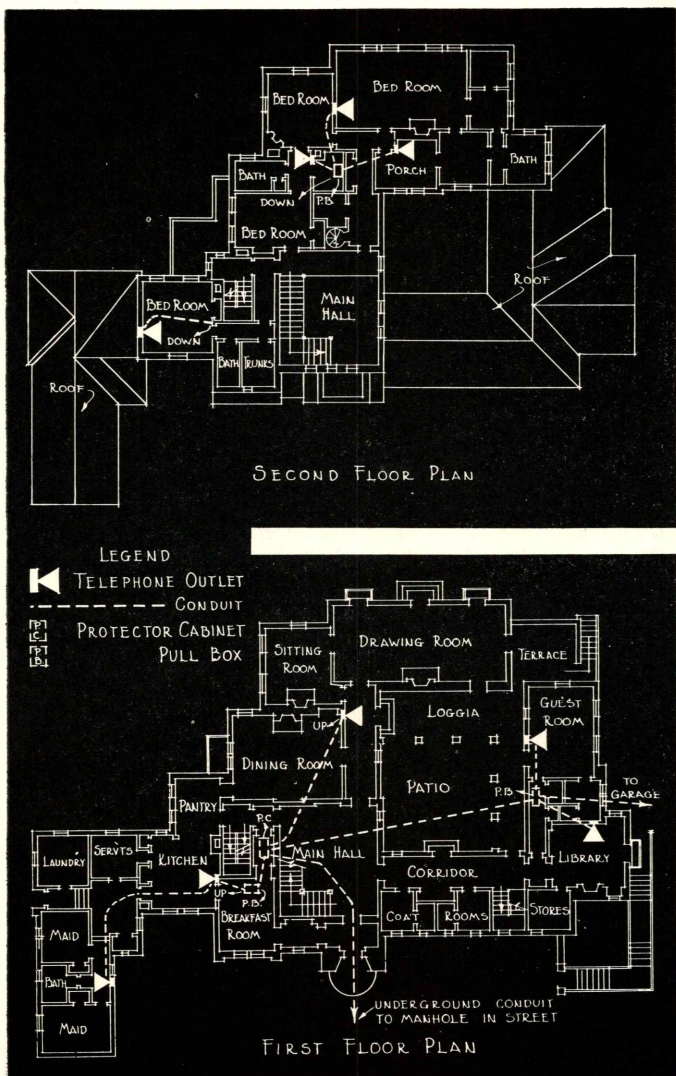 BED ROOM
BED ROOM
BATH
PORCH
BATH
DOWN
P.B
BED ROOM
ROOF
BED ROOM
MAIN
HALL
DOWN
BATH
TRUNKS
ROOF
SECOND FLOOR PLAN
LEGEND
TELEPHONE OUTLET
CONDUIT
P
C
PROTECTOR CABINET
P
B
PULL BOX
SITTING
ROOM
DRAWING ROOM
TERRACE
GUEST
ROOM
LOGGIA
UP
DINING ROOM
TO
GARAGE
PATIO
P.B
PANTRY
P.C
LAUNDRY
SERVTS
KITCHEN
MAIN HALL
LIBRARY
CORRIDOR
UP
P.B.
BREAKFAST
ROOM
COAT
ROOMS
STORES
MAID
BATH
MAID
UNDERGROUND CONDUIT
TO MANHOLE IN STREET
FIRST FLOOR PLAN